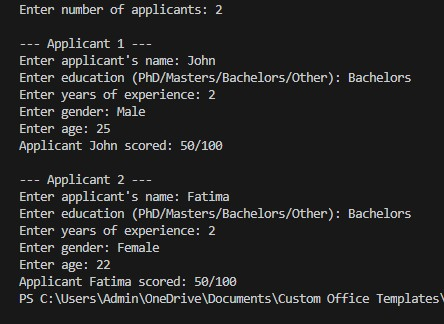 Enter number of applicants: 2
--- Applicant 1 ---
Enter applicant's name: John
Enter education (PhD/Masters/Bachelors/Other): Bachelors
Enter years of experience: 2
Enter gender: Male
Enter age: 25
Applicant John scored: 50/100
--- Applicant 2 ---
Enter applicant's name: Fatima
Enter education (PhD/Masters/Bachelors/Other): Bachelors
Enter years of experience: 2
Enter gender: Female
Enter age: 22
Applicant Fatima scored: 50/100
PS C:\Users\Admin\OneDrive\Documents\Custom Office Templates\